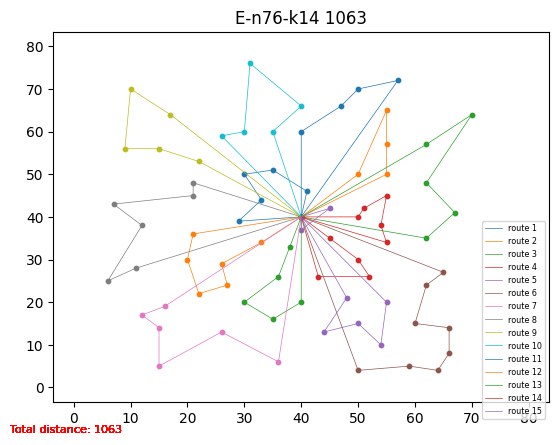 E-n76-k14 1063
80
70
60
50
40
30
20
10
0
0 10 20 30 40 50 60 70 80
route 1
route 2
route 3
route 4
route 5
route 6
route 7
route 8
route 9
route 10
route 11
route 12
route 13
route 14
route 15
Total distance: 1063